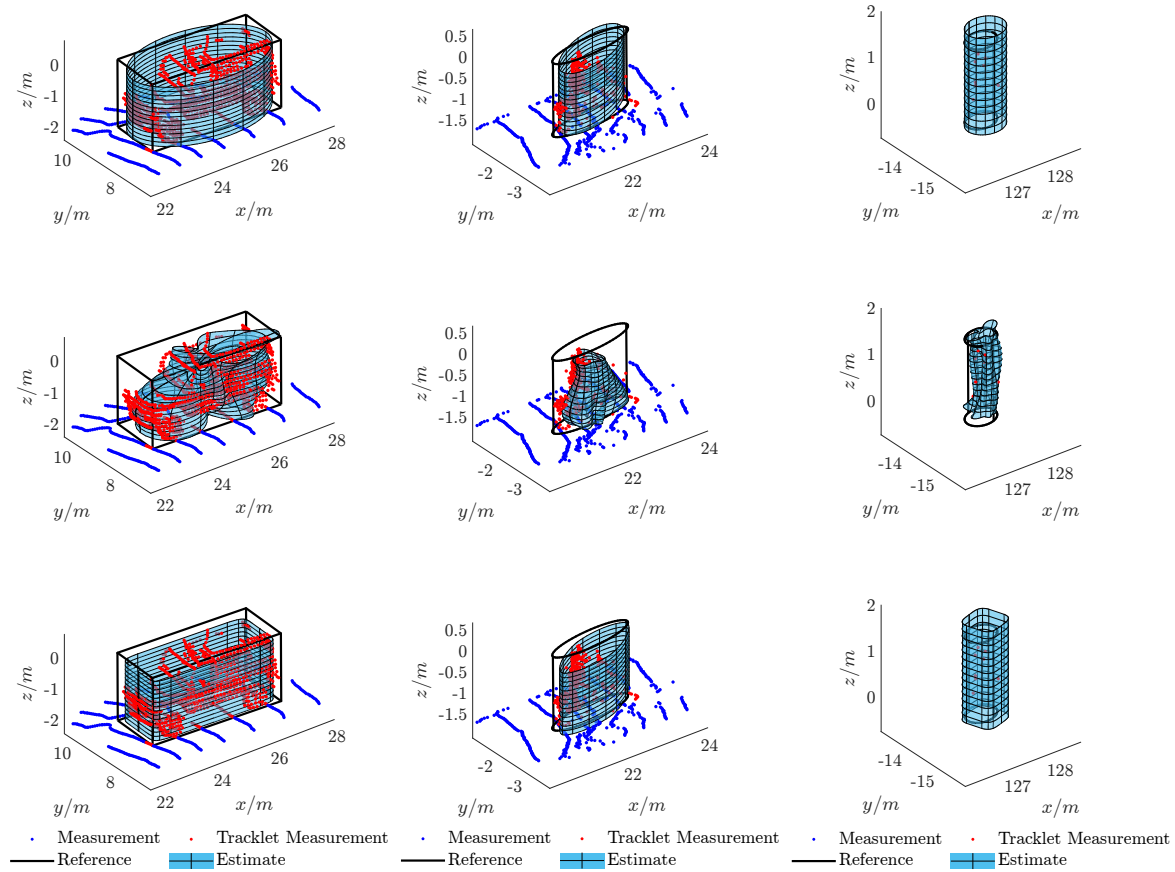 0
-1
-2
z/m
10
8
y/m
22
24
26
28
x/m
0.5
0
-0.5
-1
-1.5
z/m
-2
-3
y/m
22
24
x/m
2
1
0
z/m
-14
-15
y/m
127
128
x/m
0
-1
-2
z/m
10
8
y/m
22
24
26
28
x/m
0.5
0
-0.5
-1
-1.5
z/m
-2
-3
y/m
22
24
x/m
2
1
0
z/m
-14
-15
y/m
127
128
x/m
0
-1
-2
z/m
10
8
y/m
22
24
26
28
x/m
0.5
0
-0.5
-1
-1.5
z/m
-2
-3
y/m
22
24
x/m
2
1
0
z/m
-14
-15
y/m
127
128
x/m
Measurement Tracklet Measurement
Reference Estimate
Measurement Tracklet Measurement
Reference Estimate
Measurement Tracklet Measurement
Reference Estimate